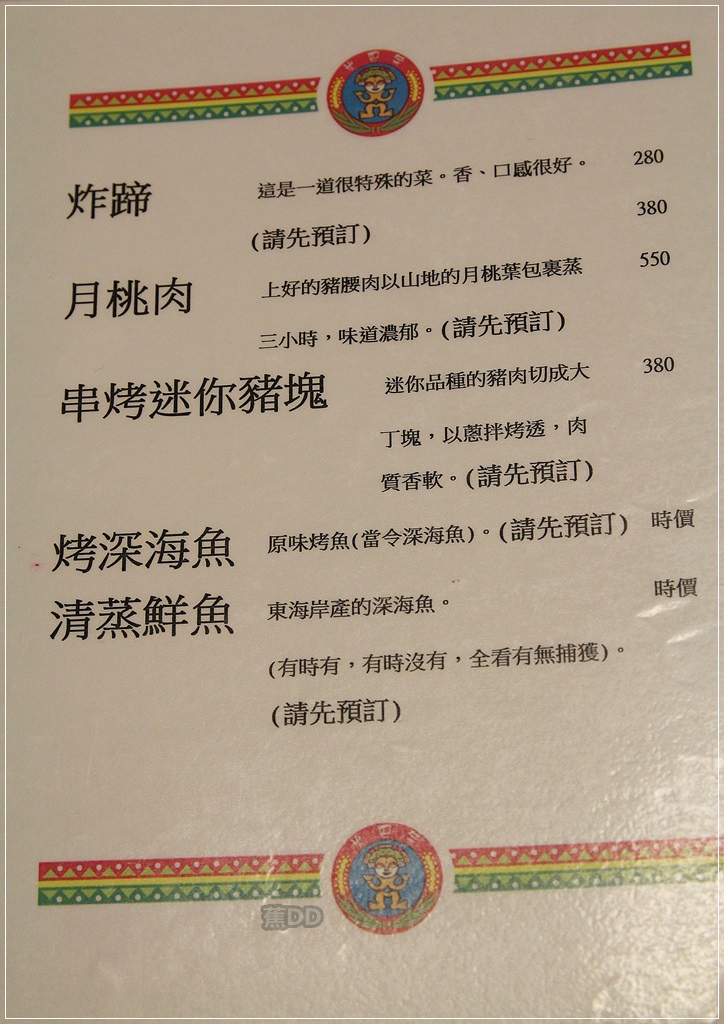 卡巴司
炸蹄 這是一道很特殊的菜。香、口感很好。 280
(請先預訂) 380
月桃肉 上好的豬腰肉以山地的月桃葉包裹蒸 550
三小時，味道濃郁。(請先預訂)
串烤迷你豬塊 迷你品種的豬肉切成大 380
丁塊，以蔥拌烤透，肉
質香軟。(請先預訂)
烤深海魚 原味烤魚(當令深海魚)。(請先預訂) 時價
清蒸鮮魚 東海岸產的深海魚。 時價
(有時有，有時沒有，全看有無捕獲)。
(請先預訂)
蕉DD